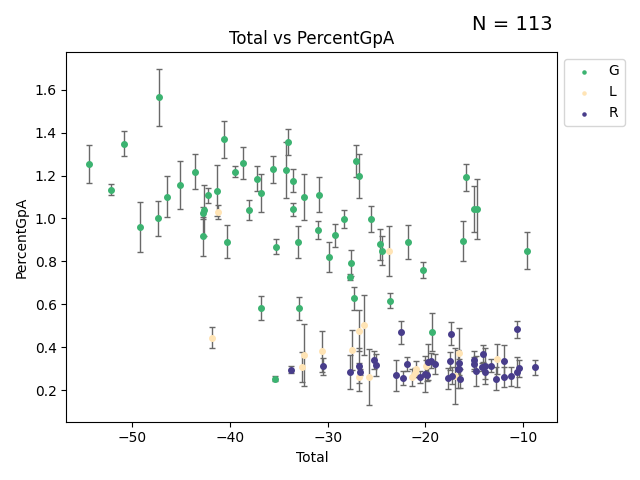 N = 113
Total vs PercentGpA
G
L
R
PercentGpA
1.6
1.4
1.2
1.0
0.8
0.6
0.4
0.2
−50 −40 −30 −20 −10
Total